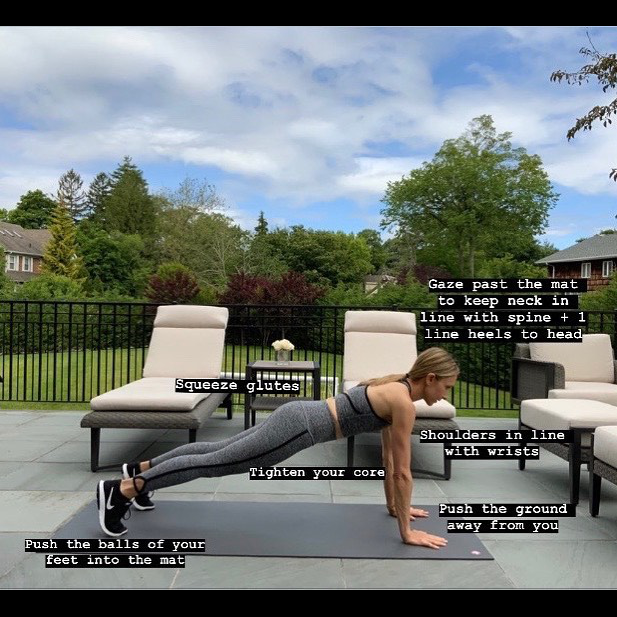 Gaze past the mat
to keep neck in
line with spine + 1
line heels to head
Squeeze glutes
Shoulders in line
with wrists
Tighten your core
Push the ground
away from you
Push the balls of your
feet into the mat